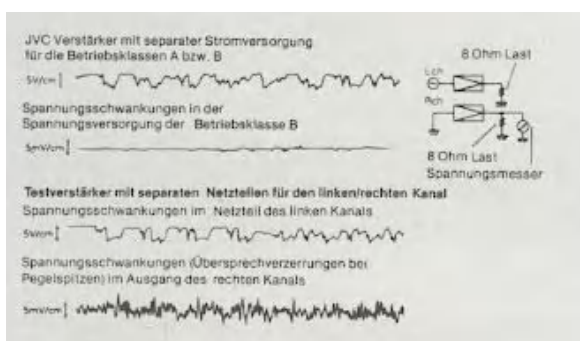 JVC Verstärker mit separater Stromversorgung
für die Betriebsklassen A bzw. B
5V/cm
Spannungsschwankungen in der
Spannungsversorgung der Betriebsklasse B
5mV/cm
Testverstärker mit separaten Netzteilen für den linken/rechten Kanal
Spannungsschwankungen im Netzteil des linken Kanals
5V/cm
Spannungsschwankungen (Übersprechverzerrungen bei
Pegelspitzen) im Ausgang des rechten Kanals
5mV/cm
8 Ohm Last
Lch
Rch
8 Ohm Last
Spannungsmesser